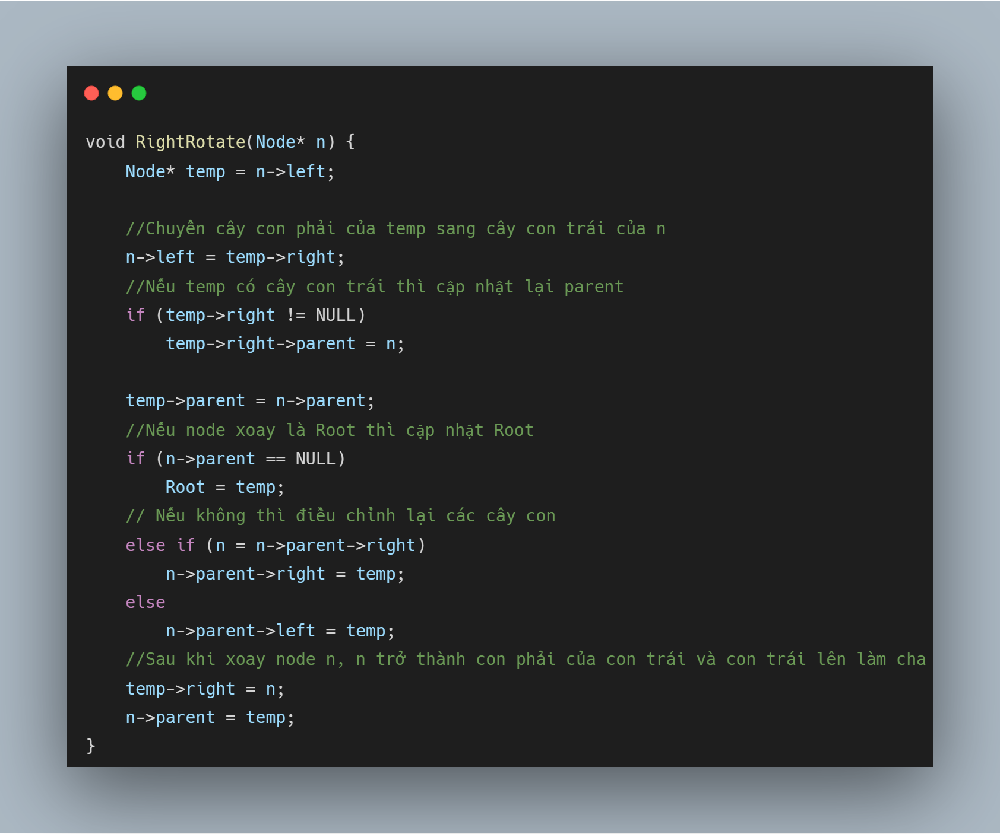 void RightRotate(Node* n) {
    Node* temp = n->left;

    //Chuyển cây con phải của temp sang cây con trái của n
    n->left = temp->right;
    //Nếu temp có cây con trái thì cập nhật lại parent
    if (temp->right != NULL)
        temp->right->parent = n;

    temp->parent = n->parent;
    //Nếu node xoay là Root thì cập nhật Root
    if (n->parent == NULL)
        Root = temp;
    // Nếu không thì điều chỉnh lại các cây con
    else if (n = n->parent->right)
        n->parent->right = temp;
    else
        n->parent->left = temp;
    //Sau khi xoay node n, n trở thành con phải của con trái và con trái lên làm cha
    temp->right = n;
    n->parent = temp;
}